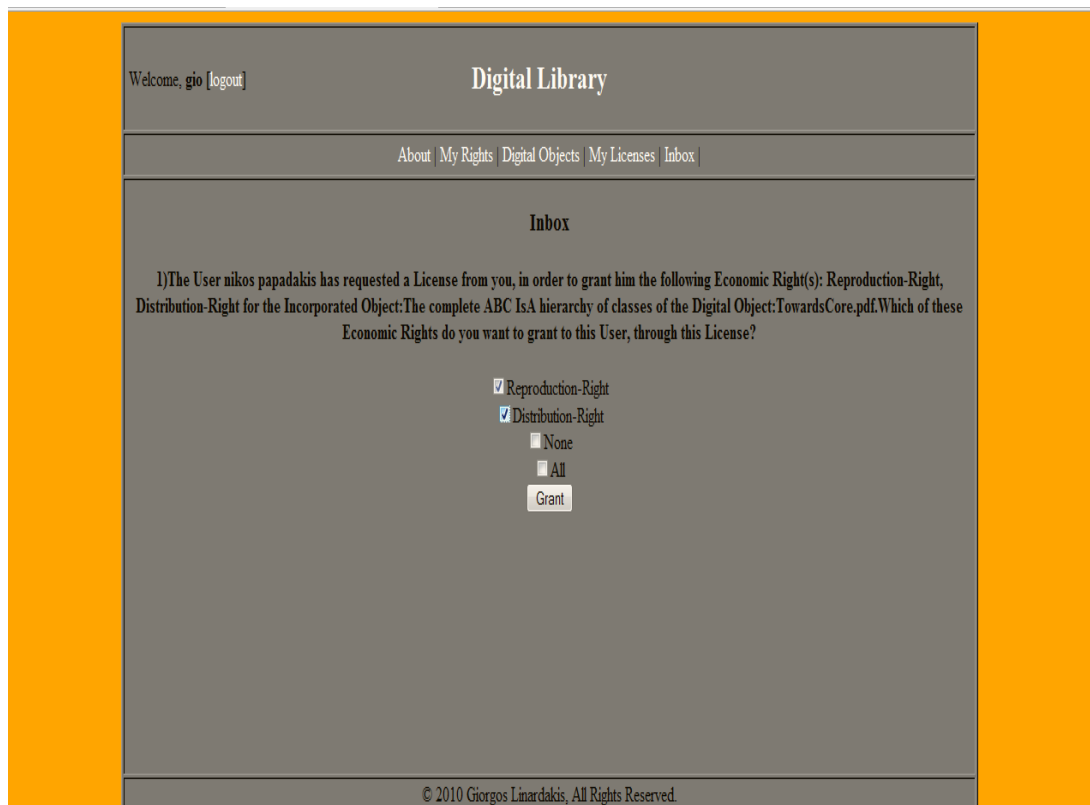 Welcome, gio [logout]
Digital Library
About | My Rights | Digital Objects | My Licenses | Inbox |
Inbox
1)The User nikos papadakis has requested a License from you, in order to grant him the following Economic Right(s): Reproduction-Right,
Distribution-Right for the Incorporated Object:The complete ABC IsA hierarchy of classes of the Digital Object:TowardsCore.pdf.Which of these
Economic Rights do you want to grant to this User, through this License?
Reproduction-Right
Distribution-Right
None
All
Grant
© 2010 Giorgos Linardakis, All Rights Reserved.